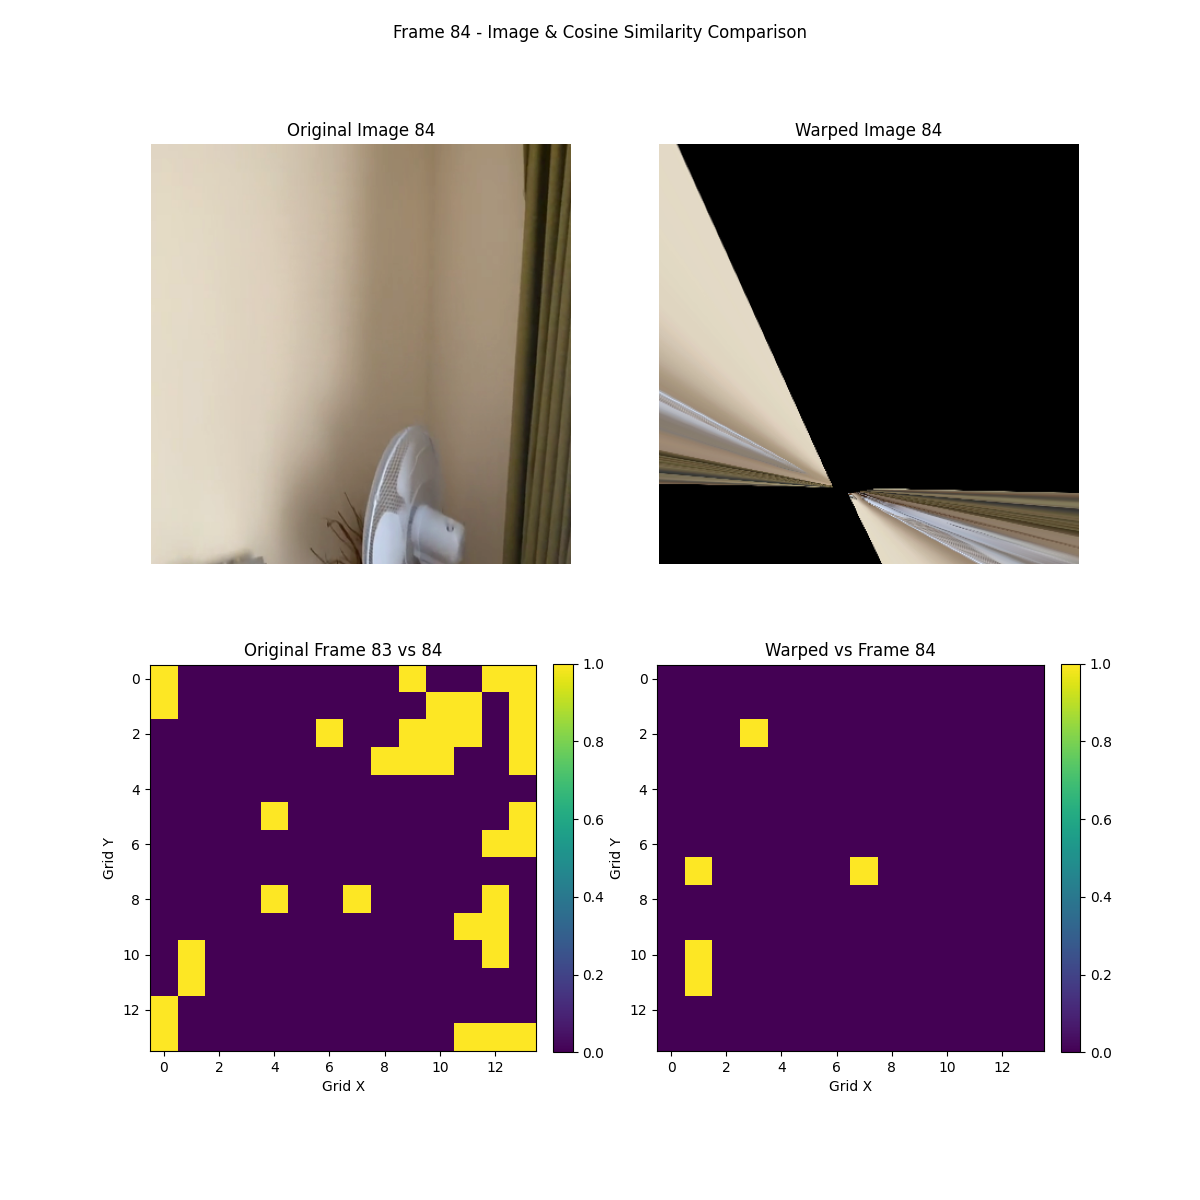 Frame 84 - Image & Cosine Similarity Comparison
Original Image 84
Warped Image 84
Original Frame 83 vs 84
Warped vs Frame 84
0
2
4
6
8
10
12
Grid Y
0 2 4 6 8 10 12
Grid X
1.0
0.8
0.6
0.4
0.2
0.0
0
2
4
6
8
10
12
Grid Y
0 2 4 6 8 10 12
Grid X
1.0
0.8
0.6
0.4
0.2
0.0